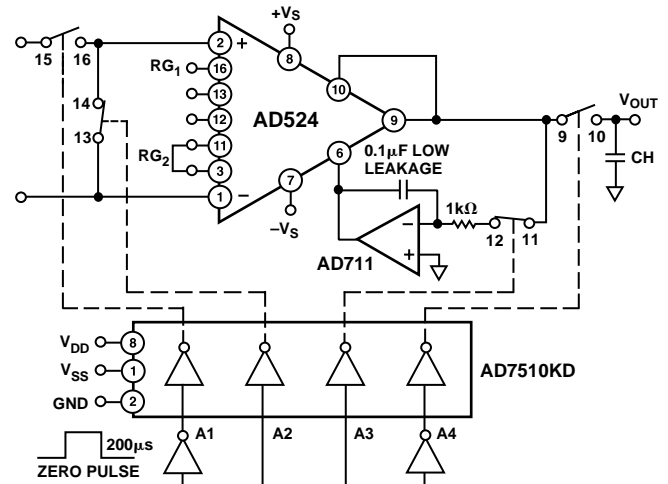 +VS
15
16
2
+
8
RG1
16
14
13
10
VOUT
12
AD524
9
9
10
13
11
6
0.1µF LOW
LEAKAGE
CH
RG2
3
7
1kΩ
1
−
−VS
−
12
11
+
AD711
VDD
8
VSS
1
AD7510KD
GND
2
A1
A2
A3
A4
200µs
ZERO PULSE